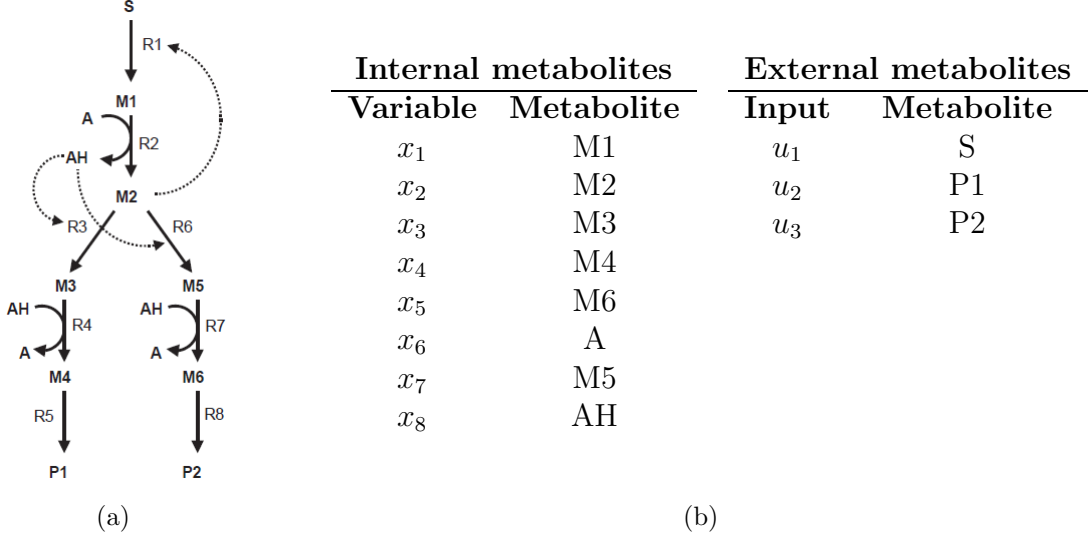 S
R1
M1
A
R2
AH
M2
R3
R6
M3
M5
AH
AH
R4
R7
A
A
M4
M6
R5
R8
P1
P2
(a)
Internal metabolites
Variable Metabolite
x1 M1
x2 M2
x3 M3
x4 M4
x5 M6
x6 A
x7 M5
x8 AH
External metabolites
Input Metabolite
u1 S
u2 P1
u3 P2
(b)